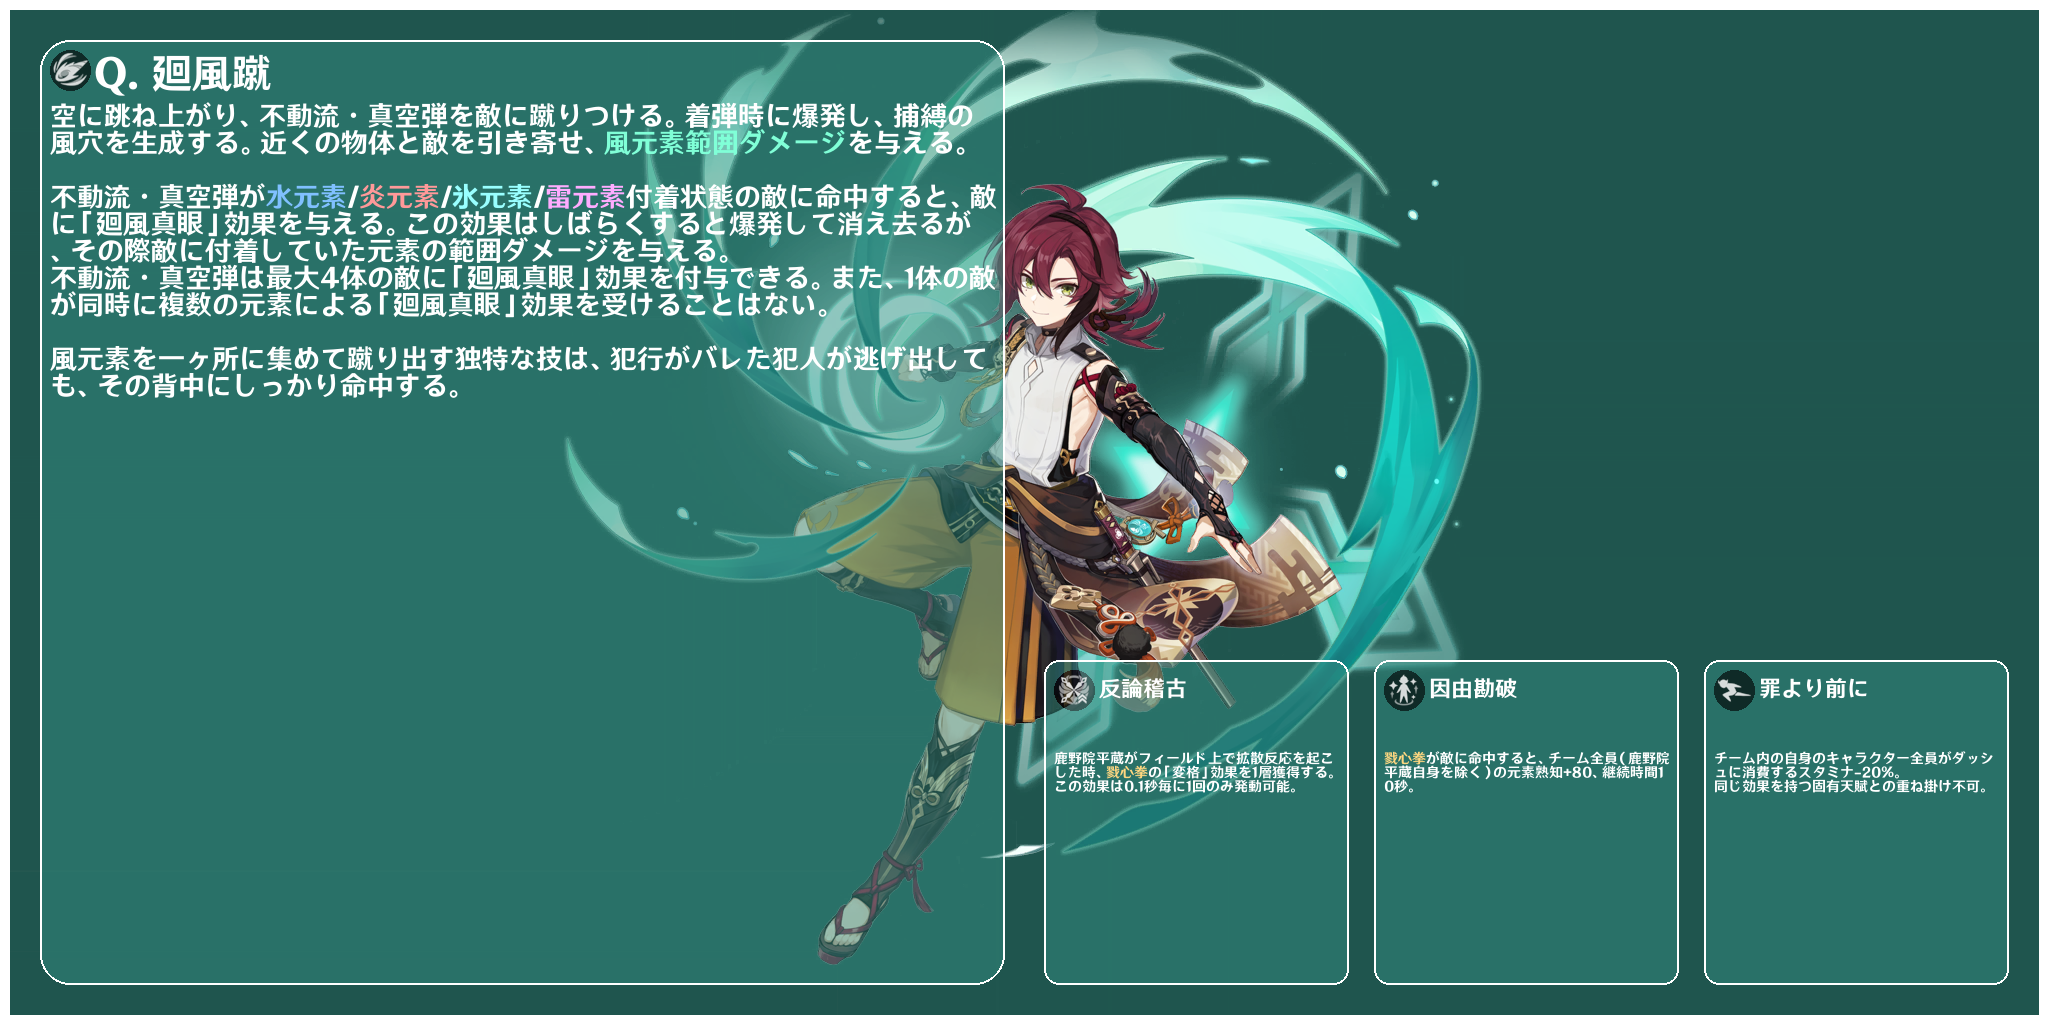 Q. 廻風蹴
空に跳ね上がり、不動流・真空弾を敵に蹴りつける。着弾時に爆発し、捕縛の
風穴を生成する。近くの物体と敵を引き寄せ、風元素範囲ダメージを与える。
不動流・真空弾が水元素/炎元素/氷元素/雷元素付着状態の敵に命中すると、敵
に「廻風真眼」効果を与える。この効果はしばらくすると爆発して消え去るが
、その際敵に付着していた元素の範囲ダメージを与える。
不動流・真空弾は最大4体の敵に「廻風真眼」効果を付与できる。また、1体の敵
が同時に複数の元素による「廻風真眼」効果を受けることはない。
風元素を一ヶ所に集めて蹴り出す独特な技は、犯行がバレた犯人が逃げ出して
も、その背中にしっかり命中する。
反論稽古
鹿野院平蔵がフィールド上で拡散反応を起こ
した時、戮心拳の「変格」効果を1層獲得する。
この効果は0.1秒毎に1回のみ発動可能。
因由勘破
戮心拳が敵に命中すると、チーム全員(鹿野院
平蔵自身を除く)の元素熟知+80、継続時間1
0秒。
罪より前に
チーム内の自身のキャラクター全員がダッシ
ュに消費するスタミナ-20%。
同じ効果を持つ固有天賦との重ね掛け不可。